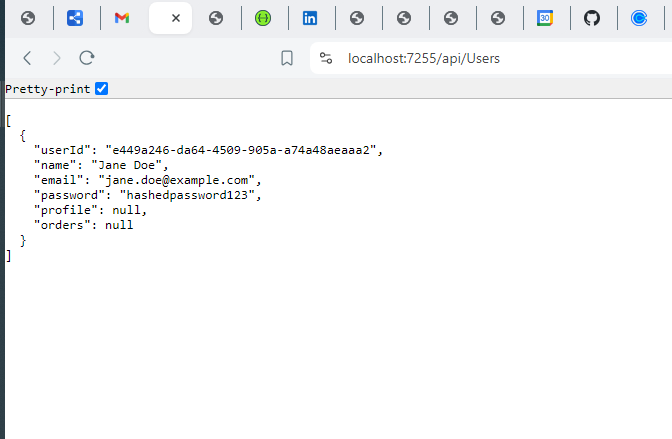 30
in
localhost:7255/api/Users
Pretty-print
[
  {
    "userId": "e449a246-da64-4509-905a-a74a48aeaaa2",
    "name": "Jane Doe",
    "email": "jane.doe@example.com",
    "password": "hashedpassword123",
    "profile": null,
    "orders": null
  }
]